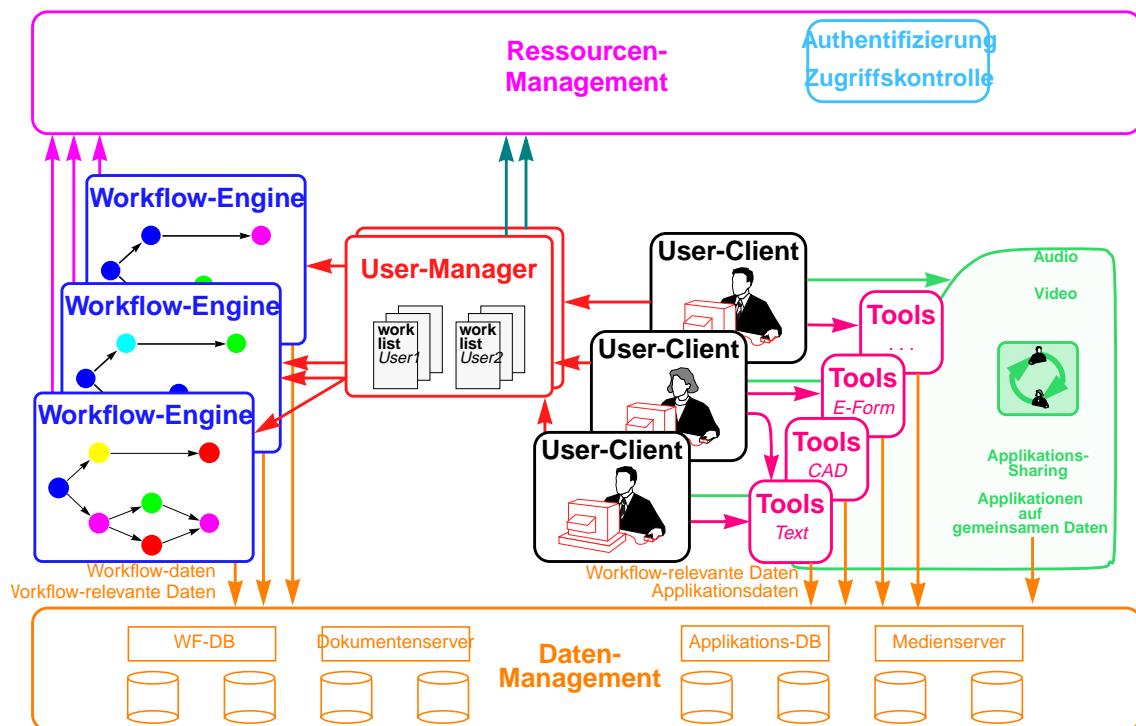 Ressourcen-
Management
Authentifizierung
Zugriffskontrolle
Workflow-Engine
Workflow-Engine
Workflow-Engine
User-Manager
work
list
User1
work
list
User2
User-Client
User-Client
User-Client
Tools
. . .
Tools
E-Form
Tools
CAD
Tools
Text
Audio
Video
Applikations-
Sharing
Applikationen
auf
gemeinsamen Daten
Workflow-daten
Workflow-relevante Daten
Workflow-relevante Daten
Applikationsdaten
WF-DB
Dokumentenserver
Daten-
Management
Applikations-DB
Medienserver